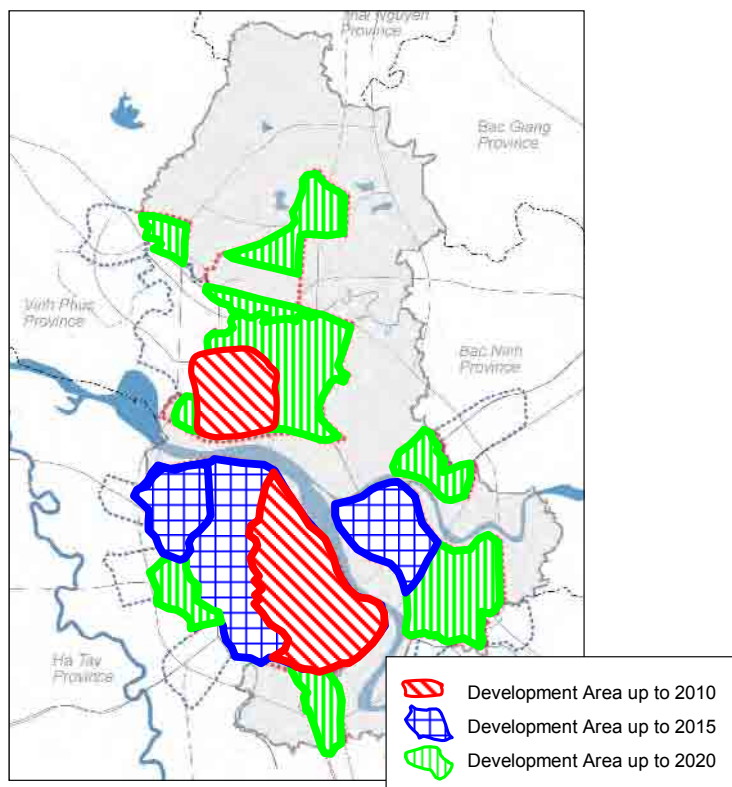 Thai Nguyen
Province
Bac Giang
Province
Vinh Phuc
Province
Bac Ninh
Province
Ha Tay
Province
Development Area up to 2010
Development Area up to 2015
Development Area up to 2020